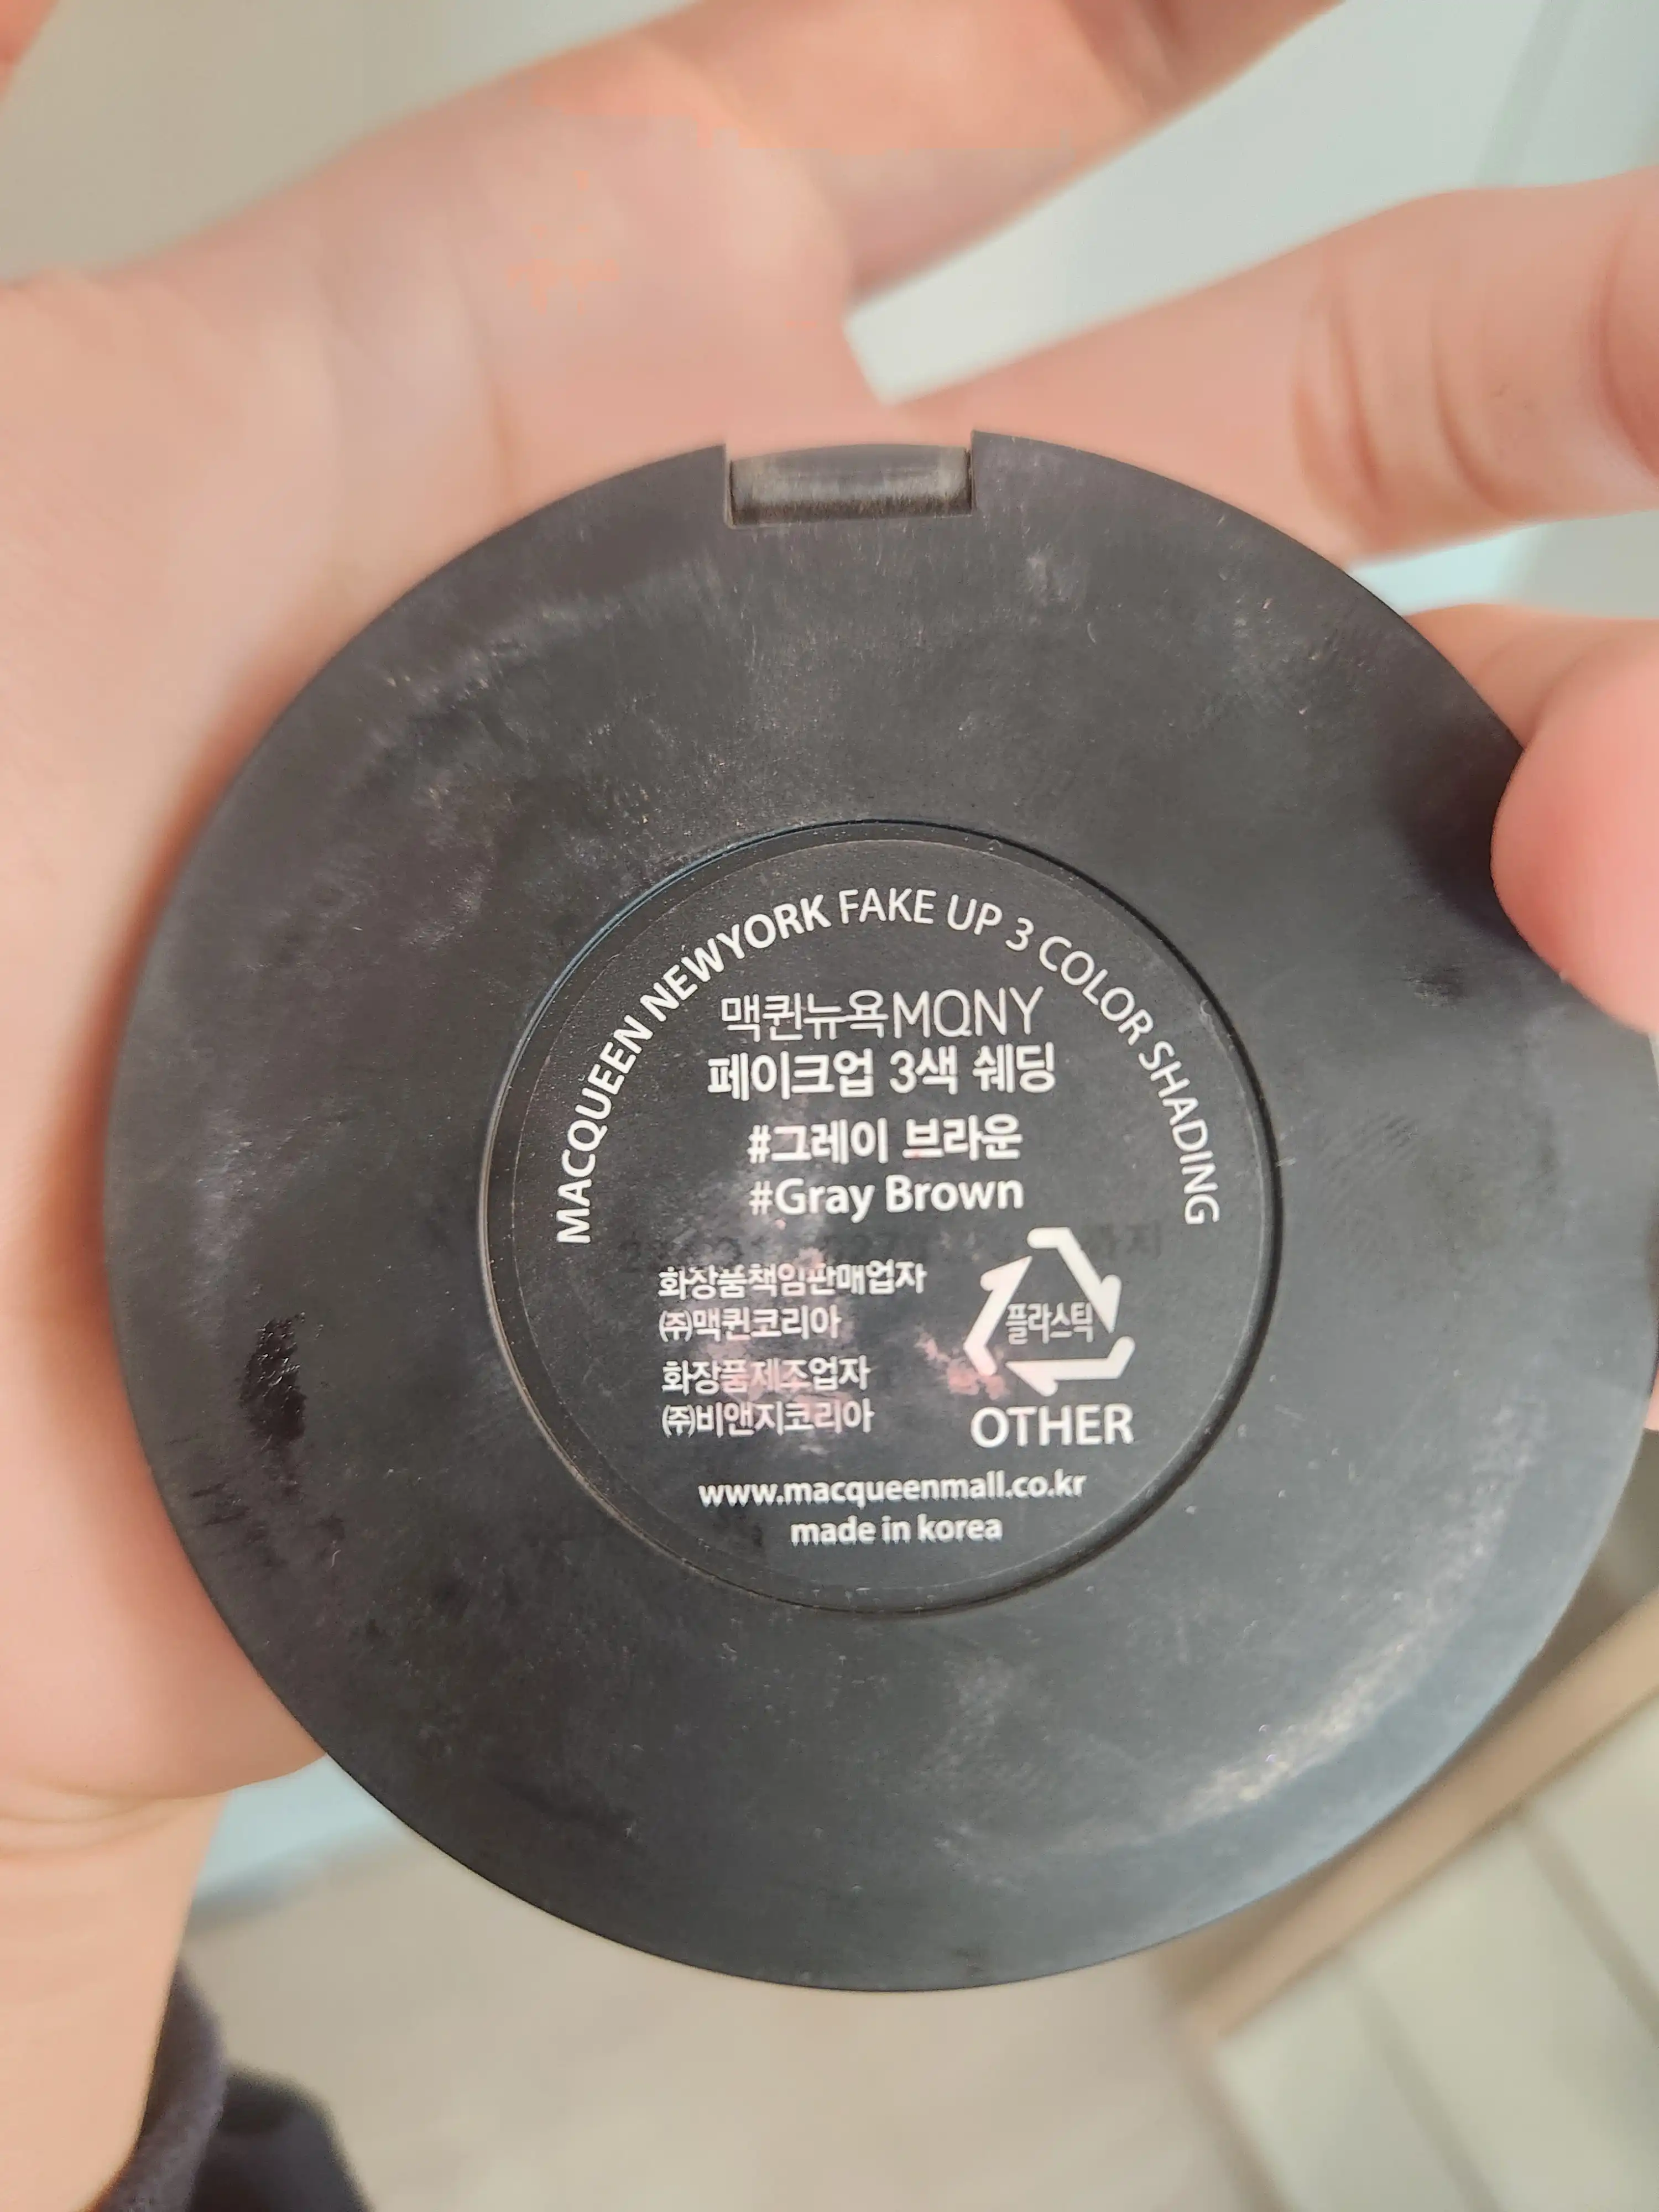 MACQUEEN NEWYORK FAKE UP 3 COLOR SHADING
맥퀸뉴욕MQNY
페이크업 3색 쉐딩
#그레이 브라운
#Gray Brown
화장품책임판매업자
㈜맥퀸코리아
화장품제조업자
㈜비앤지코리아
플라스틱
OTHER
www.macqueenmall.co.kr
made in korea